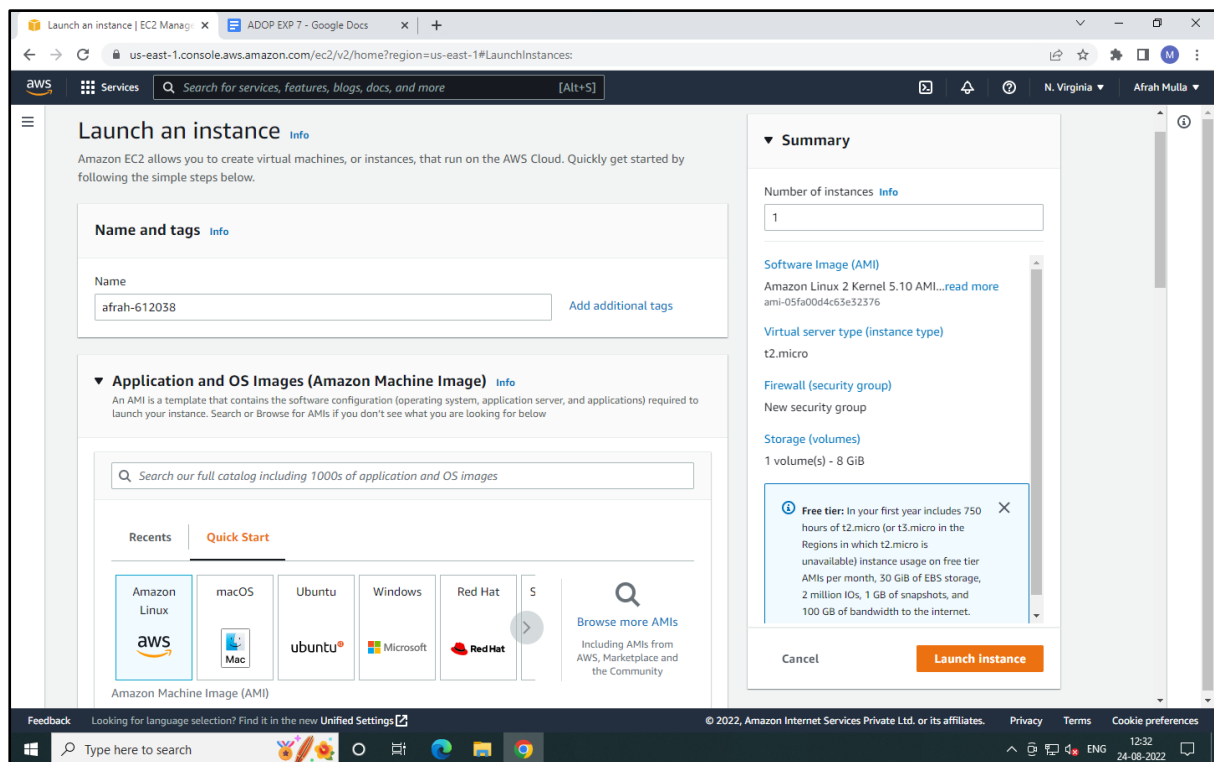 Launch an instance | EC2 Manage
ADOP EXP 7 - Google Docs
us-east-1.console.aws.amazon.com/ec2/v2/home?region=us-east-1#LaunchInstances:
M
aws
Services
Search for services, features, blogs, docs, and more
[Alt+S]
N. Virginia
Afrah Mulla
Launch an instance Info
Amazon EC2 allows you to create virtual machines, or instances, that run on the AWS Cloud. Quickly get started by
following the simple steps below.
Name and tags Info
Name
afrah-612038
Add additional tags
Application and OS Images (Amazon Machine Image) Info
An AMI is a template that contains the software configuration (operating system, application server, and applications) required to
launch your instance. Search or Browse for AMIs if you don't see what you are looking for below
Search our full catalog including 1000s of application and OS images
Recents
Quick Start
Amazon
Linux
aws
macOS
Mac
Ubuntu
ubuntu
Windows
Microsoft
Red Hat
Red Hat
S
Browse more AMIs
Including AMIs from
AWS, Marketplace and
the Community
Amazon Machine Image (AMI)
Summary
Number of instances Info
1
Software Image (AMI)
Amazon Linux 2 Kernel 5.10 AMI...read more
ami-05fa00d4c63e32376
Virtual server type (instance type)
t2.micro
Firewall (security group)
New security group
Storage (volumes)
1 volume(s) - 8 GiB
Free tier: In your first year includes 750
hours of t2.micro (or t3.micro in the
Regions in which t2.micro is
unavailable) instance usage on free tier
AMIs per month, 30 GiB of EBS storage,
2 million IOs, 1 GB of snapshots, and
100 GB of bandwidth to the internet.
Cancel
Launch instance
Feedback
Looking for language selection? Find it in the new Unified Settings
© 2022, Amazon Internet Services Private Ltd. or its affiliates.
Privacy
Terms
Cookie preferences
Type here to search
ENG
12:32
24-08-2022